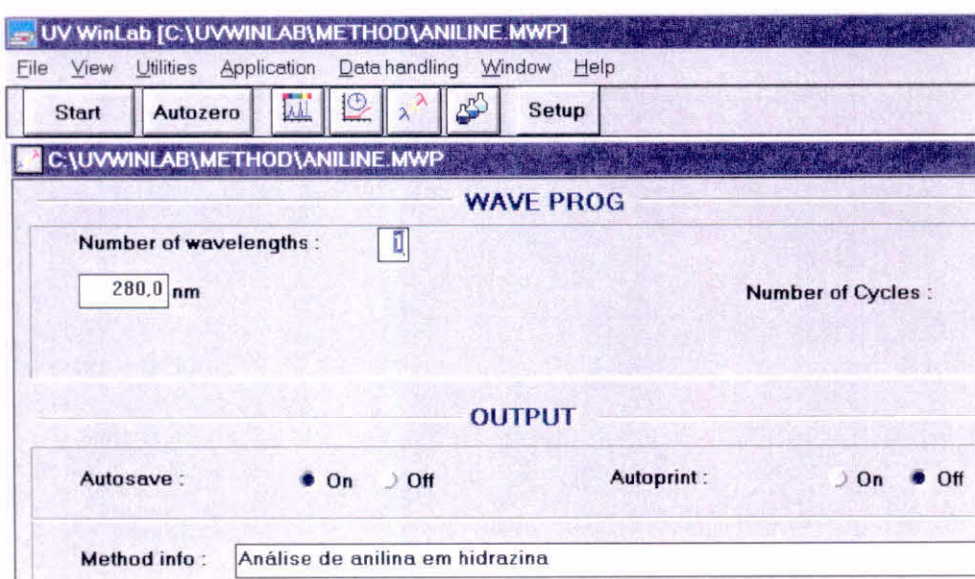 UV WinLab [C:\UVWINLAB\METHOD\ANILINE.MWP]
File View Utilities Application Data handling Window Help
Start Autozero Setup
C:\UVWINLAB\METHOD\ANILINE.MWP
WAVE PROG
Number of wavelengths : 1
280,0 nm Number of Cycles :
OUTPUT
Autosave : On Off Autoprint : On Off
Method info : Análise de anilina em hidrazina